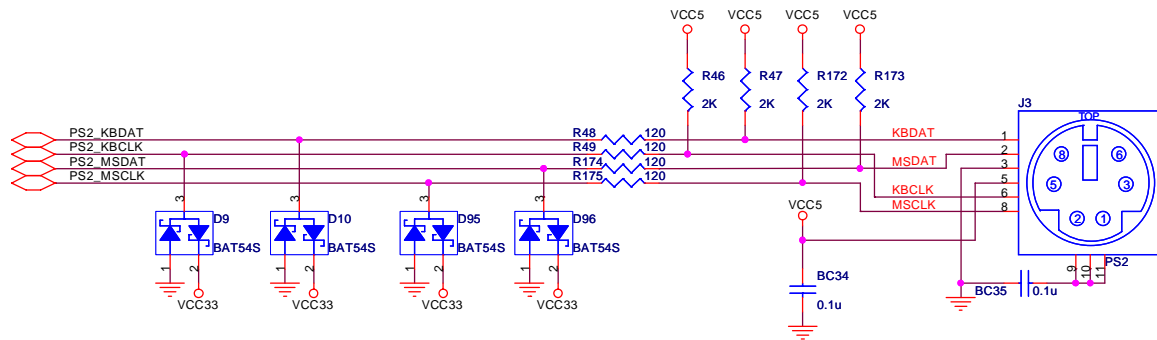 VCC5 VCC5 VCC5 VCC5
R46 R47 R172 R173
2K 2K 2K 2K
J3
TOP
PS2_KBDAT R48 120 KBDAT 1
PS2_KBCLK R49 120 2
PS2_MSDAT R174 120 MSDAT 3
PS2_MSCLK R175 120 5
KBCLK 6
MSCLK 8
8 6
5 3
2 1
3 3 3 3
VCC5
D9 D10 D95 D96
BAT54S BAT54S BAT54S BAT54S
1 2 1 2 1 2 1 2
PS2
9 10 11
BC34
0.1u
BC35 0.1u
VCC33 VCC33 VCC33 VCC33